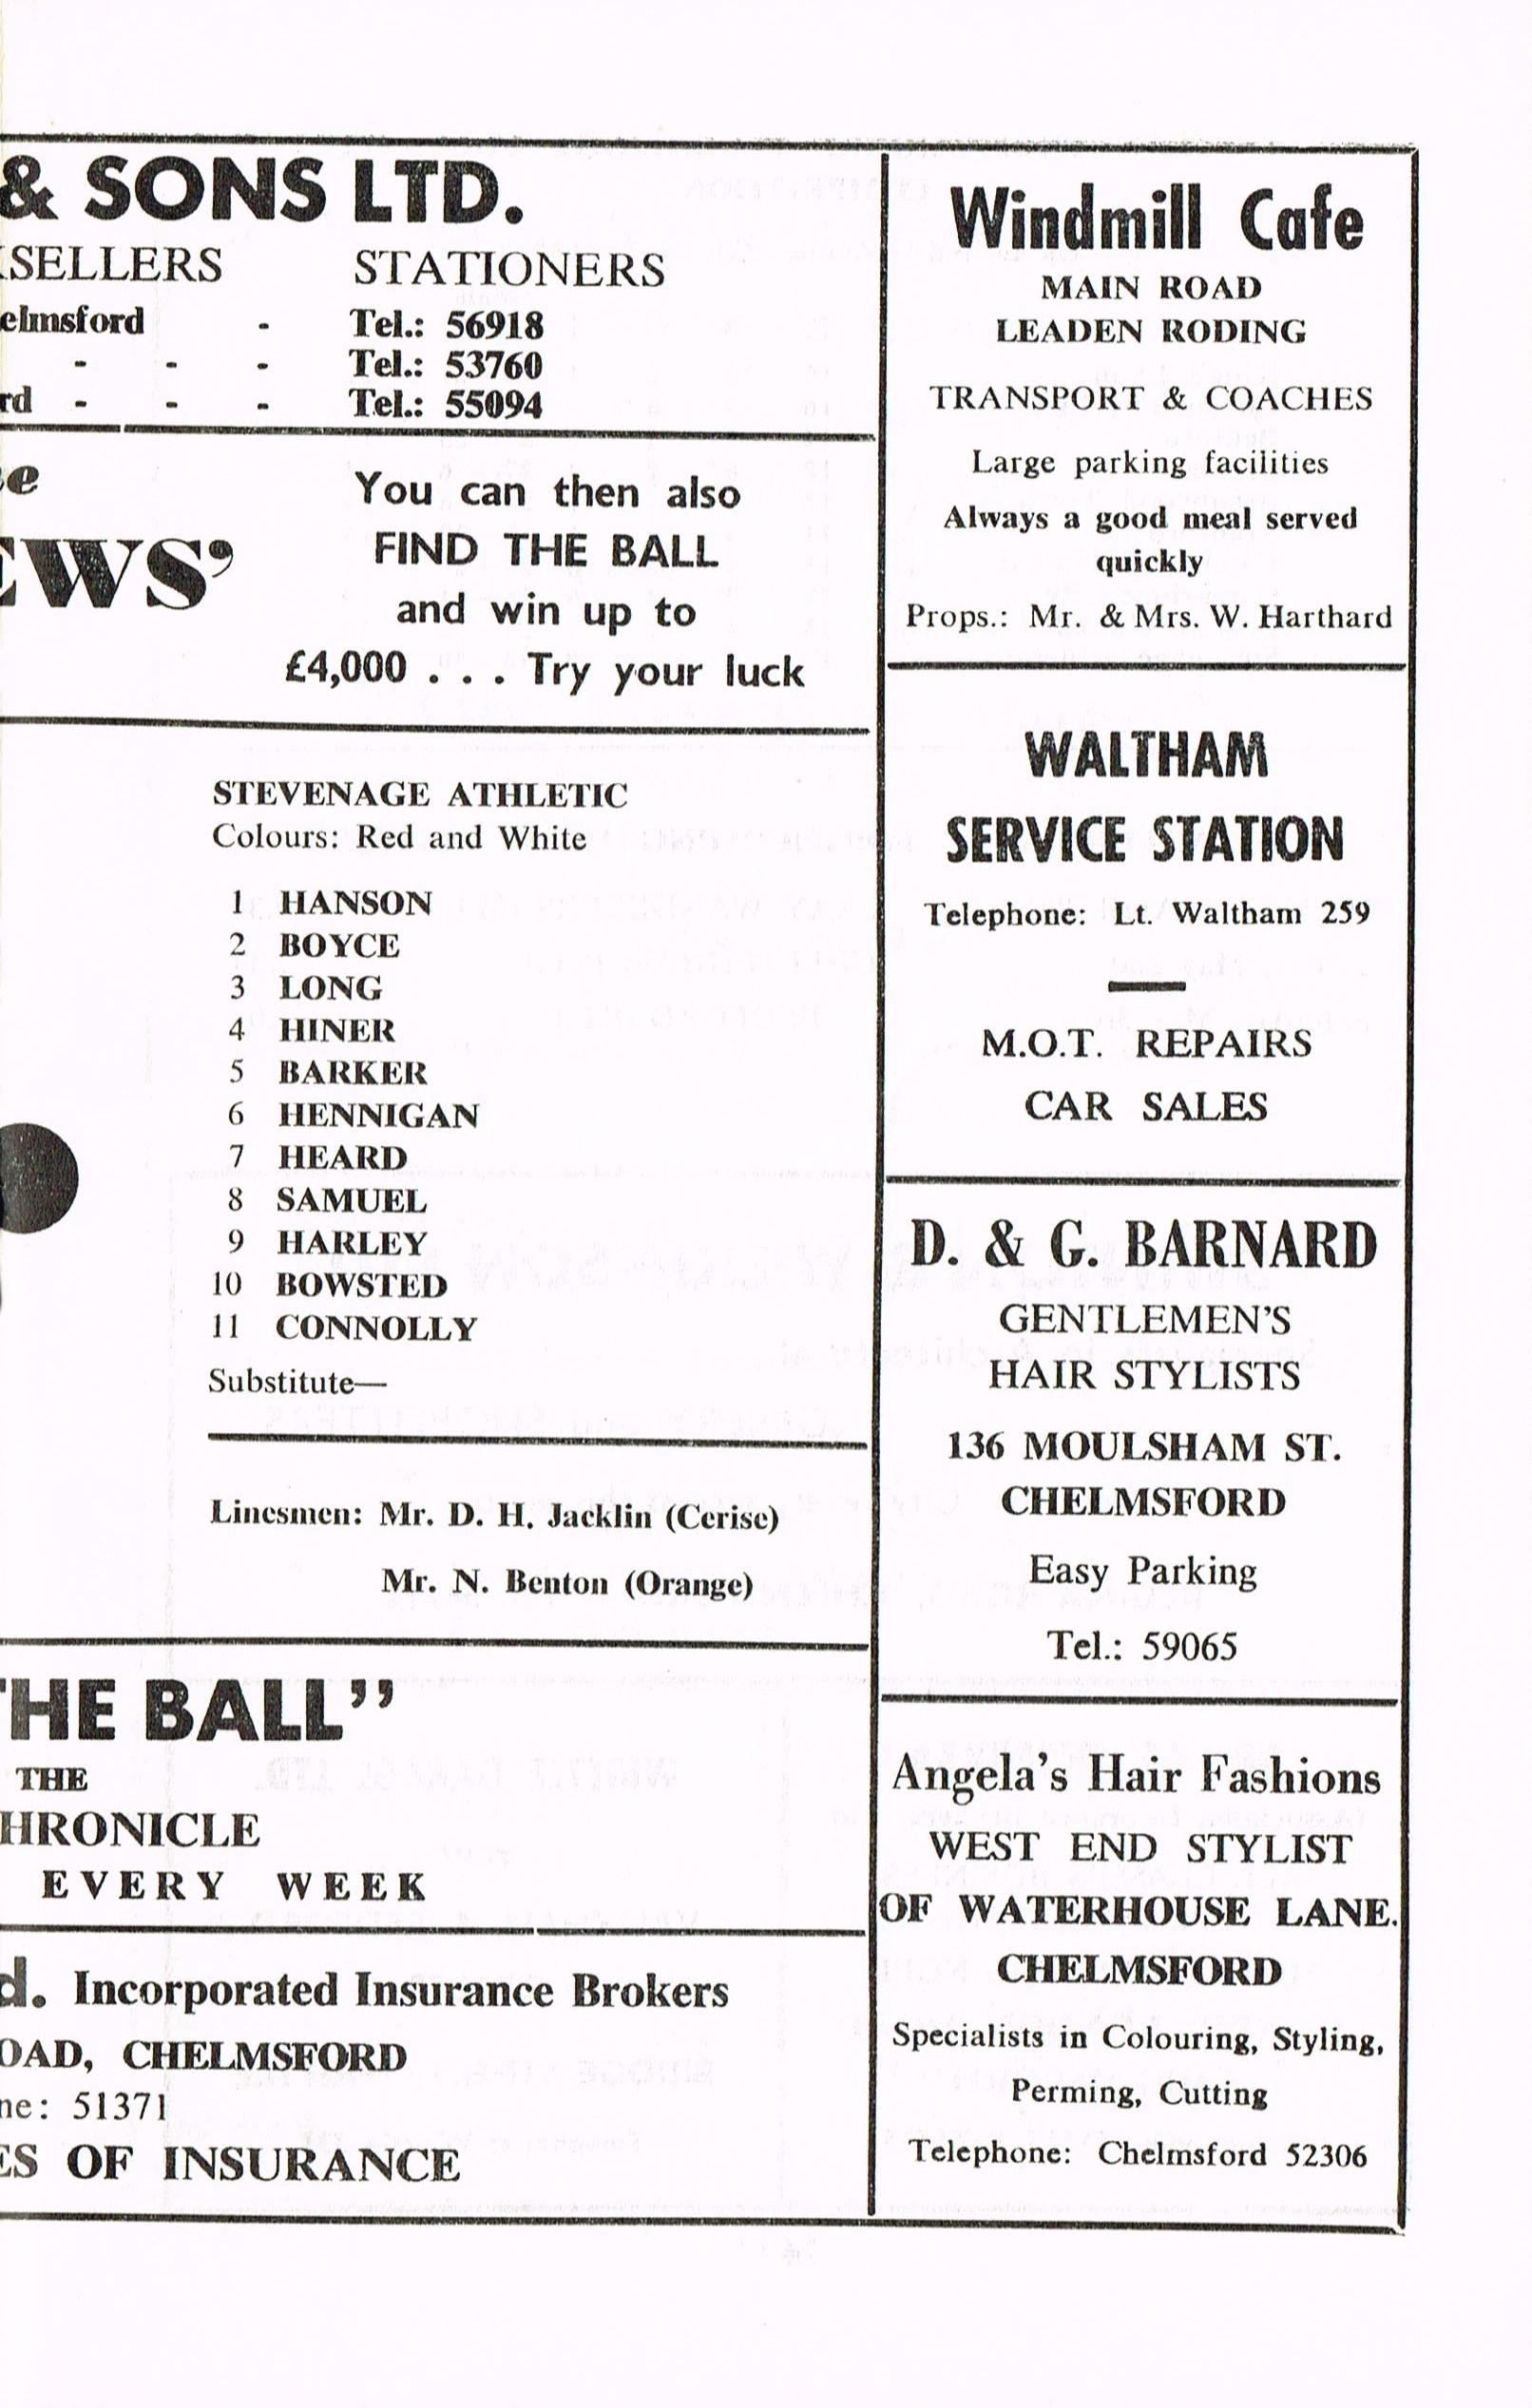 & SONS LTD.
SELLERS STATIONERS
elmsford - Tel.: 56918
- - - Tel.: 53760
rd - - - Tel.: 55094
e
EWS’
You can then also
FIND THE BALL
and win up to
£4,000 . . . Try your luck
STEVENAGE ATHLETIC
Colours: Red and White
1 HANSON
2 BOYCE
3 LONG
4 HINER
5 BARKER
6 HENNIGAN
7 HEARD
8 SAMUEL
9 HARLEY
10 BOWSTED
11 CONNOLLY
Substitute—
Linesmen: Mr. D. H. Jacklin (Cerise)
Mr. N. Benton (Orange)
THE BALL”
THE
HRONICLE
EVERY WEEK
d. Incorporated Insurance Brokers
OAD, CHELMSFORD
ne: 51371
ES OF INSURANCE
Windmill Cafe
MAIN ROAD
LEADEN RODING
TRANSPORT & COACHES
Large parking facilities
Always a good meal served
quickly
Props.: Mr. & Mrs. W. Harthard
WALTHAM
SERVICE STATION
Telephone: Lt. Waltham 259
M.O.T. REPAIRS
CAR SALES
D. & G. BARNARD
GENTLEMEN’S
HAIR STYLISTS
136 MOULSHAM ST.
CHELMSFORD
Easy Parking
Tel.: 59065
Angela’s Hair Fashions
WEST END STYLIST
OF WATERHOUSE LANE.
CHELMSFORD
Specialists in Colouring, Styling,
Perming, Cutting
Telephone: Chelmsford 52306